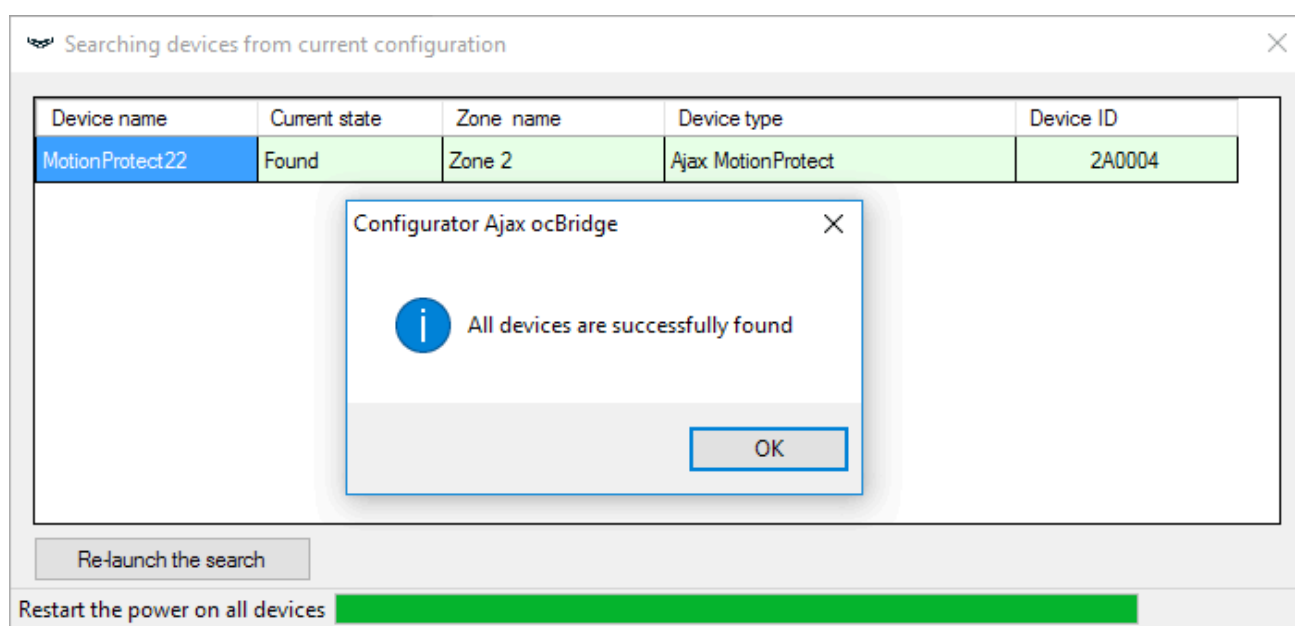 Searching devices from current configuration
Device name Current state Zone name Device type Device ID
MotionProtect22 Found Zone 2 Ajax MotionProtect 2A0004
Configurator Ajax ocBridge
All devices are successfully found
OK
Re-launch the search
Restart the power on all devices